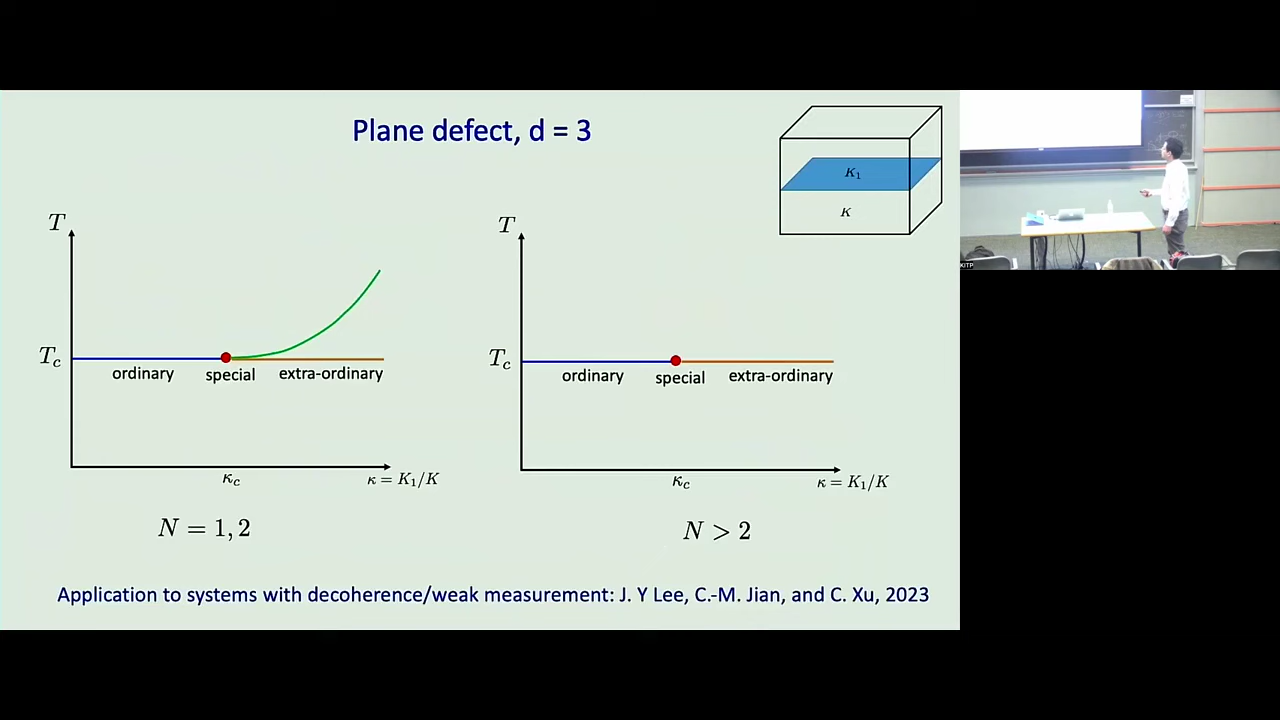 Plane defect, d = 3
K₁
K
T
T_c
ordinary
special
extra-ordinary
κ_c
κ = K₁/K
N = 1, 2
T
T_c
ordinary
special
extra-ordinary
κ_c
κ = K₁/K
N > 2
Application to systems with decoherence/weak measurement: J. Y Lee, C.-M. Jian, and C. Xu, 2023
KITP